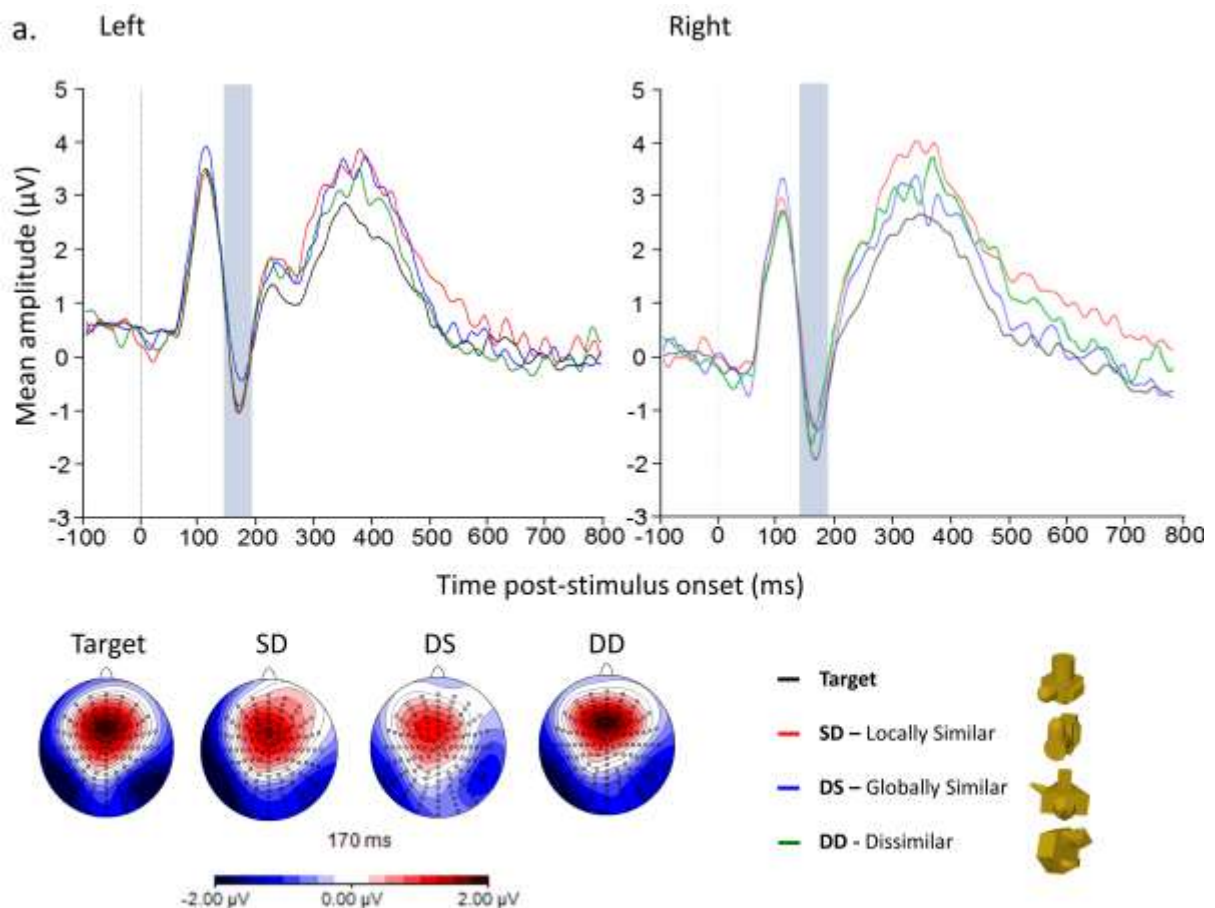 a. Left Right
5 5
4 4
3 3
2 2
1 1
0 0
-1 -1
-2 -2
-3 -3
Mean amplitude (µV)
-100 0 100 200 300 400 500 600 700 800 -100 0 100 200 300 400 500 600 700 800
Time post-stimulus onset (ms)
Target SD DS DD
170 ms
-2.00 µV 0.00 µV 2.00 µV
Target
SD – Locally Similar
DS – Globally Similar
DD - Dissimilar